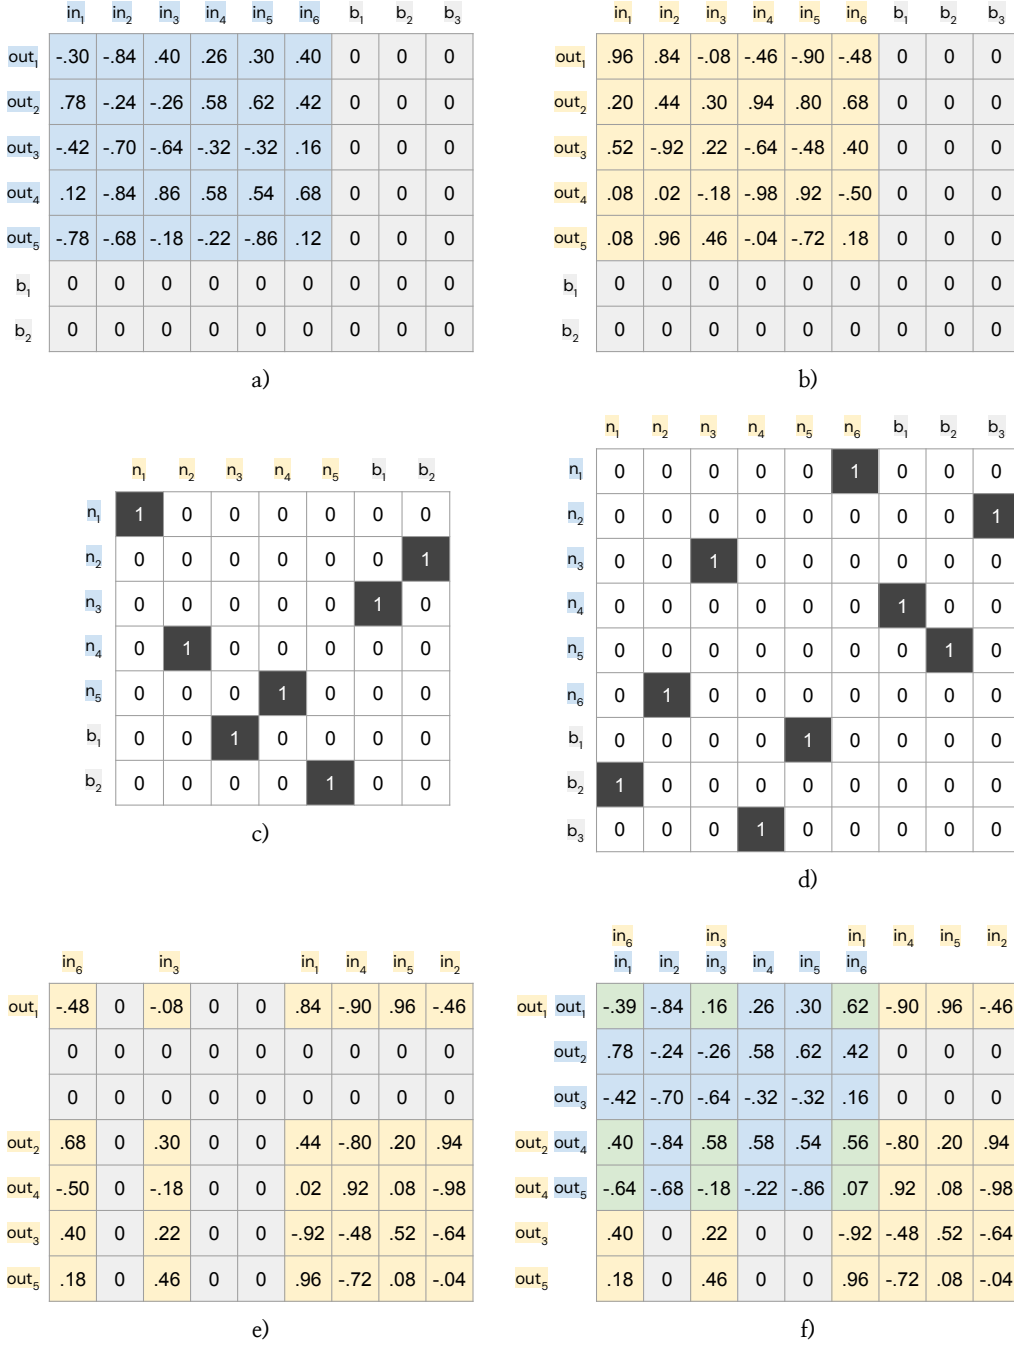 in1 in2 in3 in4 in5 in6 b1 b2 b3
out1 -.30 -.84 .40 .26 .30 .40 0 0 0
out2 .78 -.24 -.26 .58 .62 .42 0 0 0
out3 -.42 -.70 -.64 -.32 -.32 .16 0 0 0
out4 .12 -.84 .86 .58 .54 .68 0 0 0
out5 -.78 -.68 -.18 -.22 -.86 .12 0 0 0
b1 0 0 0 0 0 0 0 0 0
b2 0 0 0 0 0 0 0 0 0
a)
in1 in2 in3 in4 in5 in6 b1 b2 b3
out1 .96 .84 -.08 -.46 -.90 -.48 0 0 0
out2 .20 .44 .30 .94 .80 .68 0 0 0
out3 .52 -.92 .22 -.64 -.48 .40 0 0 0
out4 .08 .02 -.18 -.98 .92 -.50 0 0 0
out5 .08 .96 .46 -.04 -.72 .18 0 0 0
b1 0 0 0 0 0 0 0 0 0
b2 0 0 0 0 0 0 0 0 0
b)
n1 n2 n3 n4 n5 b1 b2
n1 1 0 0 0 0 0 0
n2 0 0 0 0 0 0 1
n3 0 0 0 0 0 1 0
n4 0 1 0 0 0 0 0
n5 0 0 0 1 0 0 0
b1 0 0 1 0 0 0 0
b2 0 0 0 0 1 0 0
c)
n1 n2 n3 n4 n5 n6 b1 b2 b3
n1 0 0 0 0 0 1 0 0 0
n2 0 0 0 0 0 0 0 0 1
n3 0 0 1 0 0 0 0 0 0
n4 0 0 0 0 0 0 1 0 0
n5 0 0 0 0 0 0 0 1 0
n6 0 1 0 0 0 0 0 0 0
b1 0 0 0 0 1 0 0 0 0
b2 1 0 0 0 0 0 0 0 0
b3 0 0 0 1 0 0 0 0 0
d)
in6 in3 in1 in4 in5 in2
out1 -.48 0 -.08 0 0 .84 -.90 .96 -.46
0 0 0 0 0 0 0 0 0
0 0 0 0 0 0 0 0 0
out2 .68 0 .30 0 0 .44 -.80 .20 .94
out4 -.50 0 -.18 0 0 .02 .92 .08 -.98
out3 .40 0 .22 0 0 -.92 -.48 .52 -.64
out5 .18 0 .46 0 0 .96 -.72 .08 -.04
e)
in6 in3 in1 in4 in5 in2
in1 in2 in3 in4 in5 in6
out1 out1 -.39 -.84 .16 .26 .30 .62 -.90 .96 -.46
out2 .78 -.24 -.26 .58 .62 .42 0 0 0
out3 -.42 -.70 -.64 -.32 -.32 .16 0 0 0
out2 out4 .40 -.84 .58 .58 .54 .56 -.80 .20 .94
out4 out5 -.64 -.68 -.18 -.22 -.86 .07 .92 .08 -.98
out3 .40 0 .22 0 0 -.92 -.48 .52 -.64
out5 .18 0 .46 0 0 .96 -.72 .08 -.04
f)